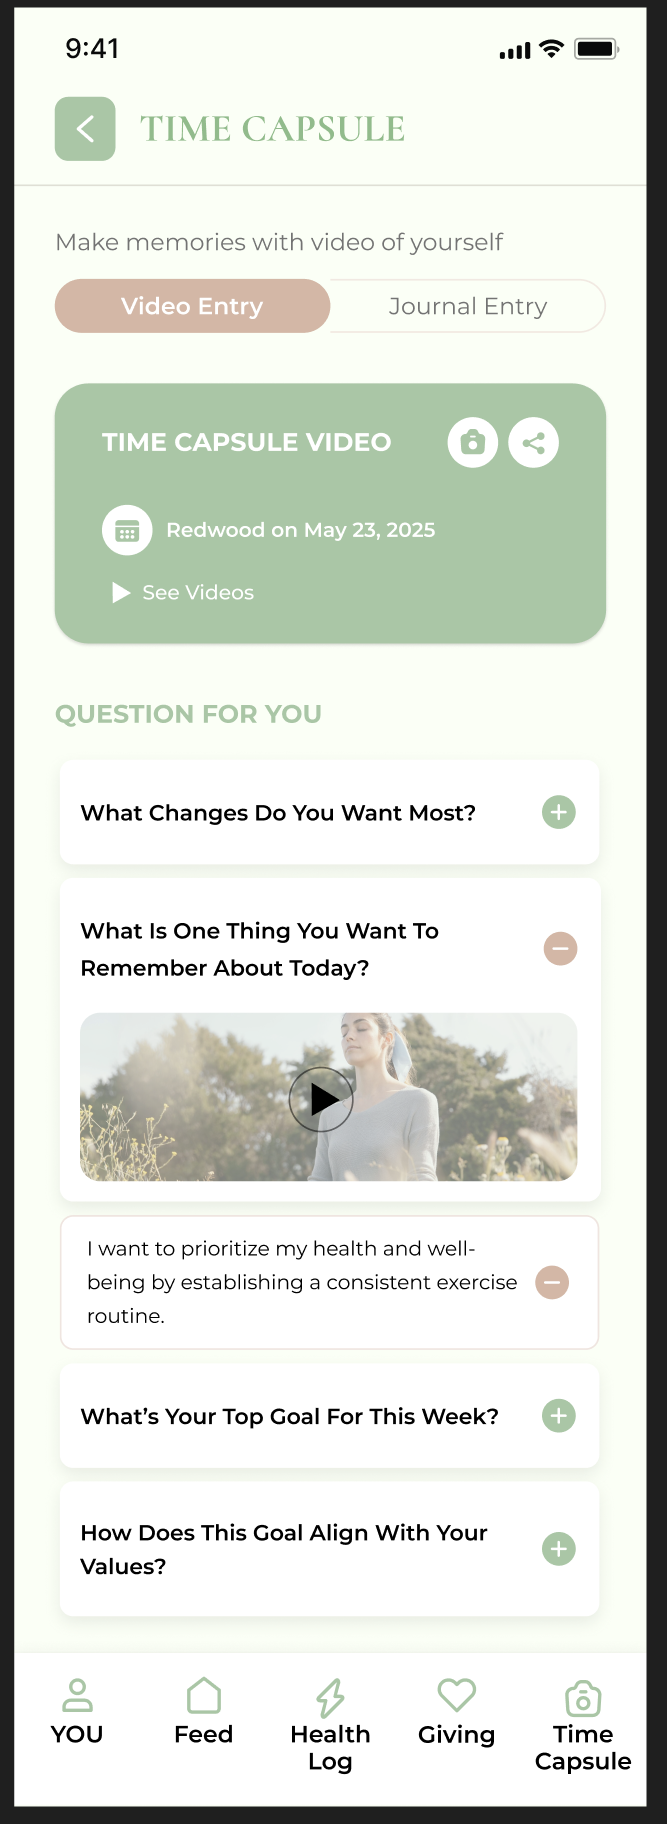 9:41
TIME CAPSULE
Make memories with video of yourself
Video Entry
Journal Entry
TIME CAPSULE VIDEO
Redwood on May 23, 2025
See Videos
QUESTION FOR YOU
What Changes Do You Want Most?
What Is One Thing You Want To
Remember About Today?
I want to prioritize my health and well-
being by establishing a consistent exercise
routine.
What’s Your Top Goal For This Week?
How Does This Goal Align With Your
Values?
YOU
Feed
Health
Log
Giving
Time
Capsule